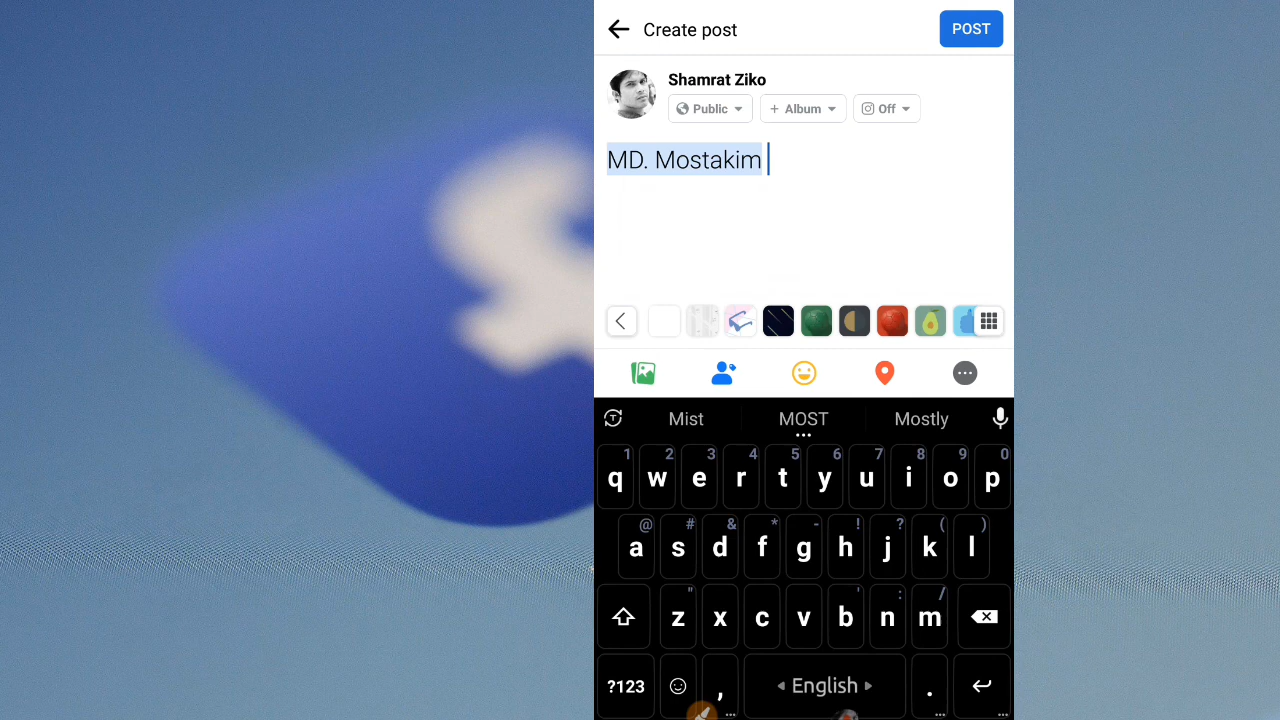 Create post
POST
Shamrat Ziko
Public
+ Album
Off
MD. Mostakim
Mist
MOST
Mostly
1 2 3 4 5 6 7 8 9 0
q w e r t y u i o p
@ # & * - ! ? ( )
a s d f g h j k l
" ' : /
z x c v b n m
?123
,
English
.